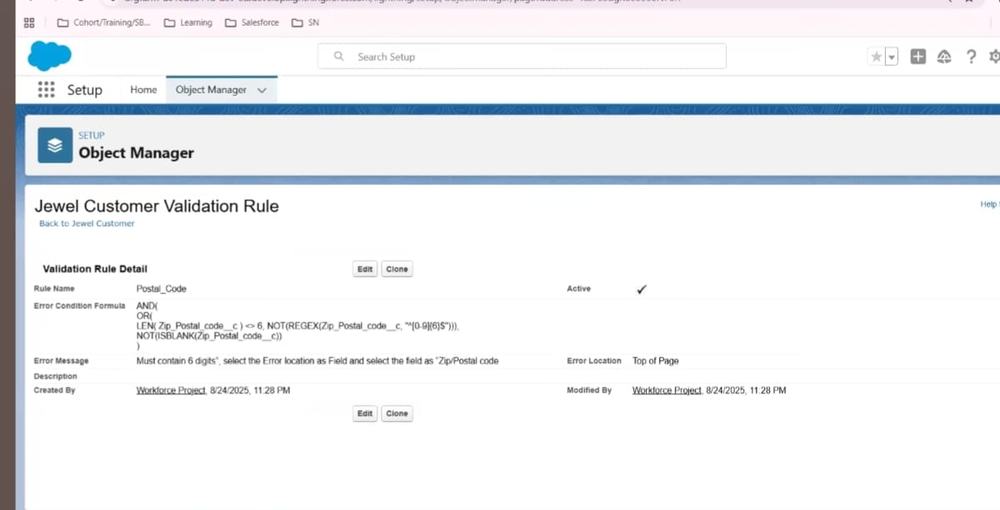 Cohort/Training/SB... Learning Salesforce SN
Search Setup
Setup Home Object Manager
SETUP
Object Manager
Jewel Customer Validation Rule
Help
Back to Jewel Customer
Validation Rule Detail Edit Clone
Rule Name Postal_Code Active ✓
Error Condition Formula AND(
OR(
LEN( Zip_Postal_code__c ) <> 6, NOT(REGEX(Zip_Postal_code__c, "^[0-9]{6}$"))),
NOT(ISBLANK(Zip_Postal_code__c))
)
Error Message Must contain 6 digits", select the Error location as Field and select the field as "Zip/Postal code Error Location Top of Page
Description
Created By Workforce Project, 8/24/2025, 11:28 PM Modified By Workforce Project, 8/24/2025, 11:28 PM
Edit Clone